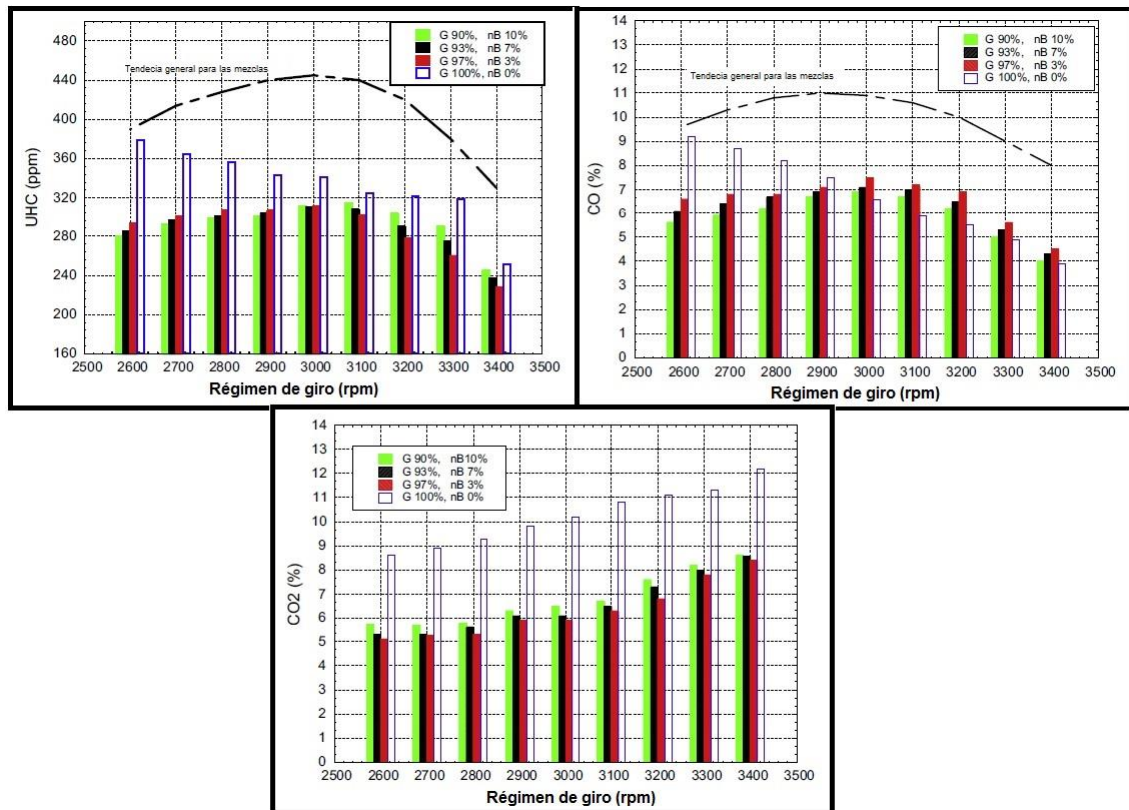 UHC (ppm)
480
440
400
360
320
280
240
200
160
Tendecia general para las mezclas
G 90%, nB 10%
G 93%, nB 7%
G 97%, nB 3%
G 100%, nB 0%
2500 2600 2700 2800 2900 3000 3100 3200 3300 3400 3500
Régimen de giro (rpm)
CO (%)
14
13
12
11
10
9
8
7
6
5
4
3
2
1
0
Tendecia general para las mezclas
G 90%, nB 10%
G 93%, nB 7%
G 97%, nB 3%
G 100%, nB 0%
2500 2600 2700 2800 2900 3000 3100 3200 3300 3400 3500
Régimen de giro (rpm)
CO2 (%)
14
13
12
11
10
9
8
7
6
5
4
3
2
1
0
G 90%, nB10%
G 93%, nB 7%
G 97%, nB 3%
G 100%, nB 0%
2500 2600 2700 2800 2900 3000 3100 3200 3300 3400 3500
Régimen de giro (rpm)